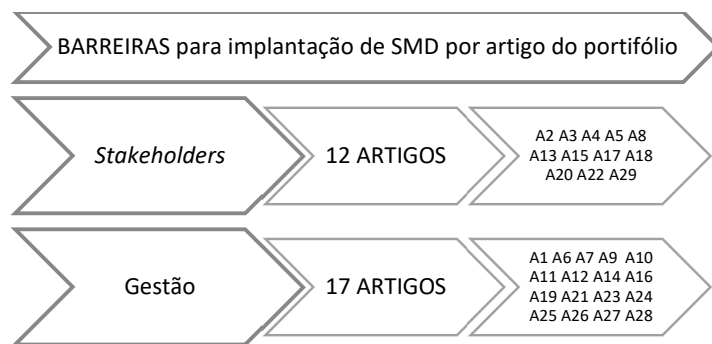 BARREIRAS para implantação de SMD por artigo do portifólio
Stakeholders
12 ARTIGOS
A2 A3 A4 A5 A8
A13 A15 A17 A18
A20 A22 A29
Gestão
17 ARTIGOS
A1 A6 A7 A9 A10
A11 A12 A14 A16
A19 A21 A23 A24
A25 A26 A27 A28